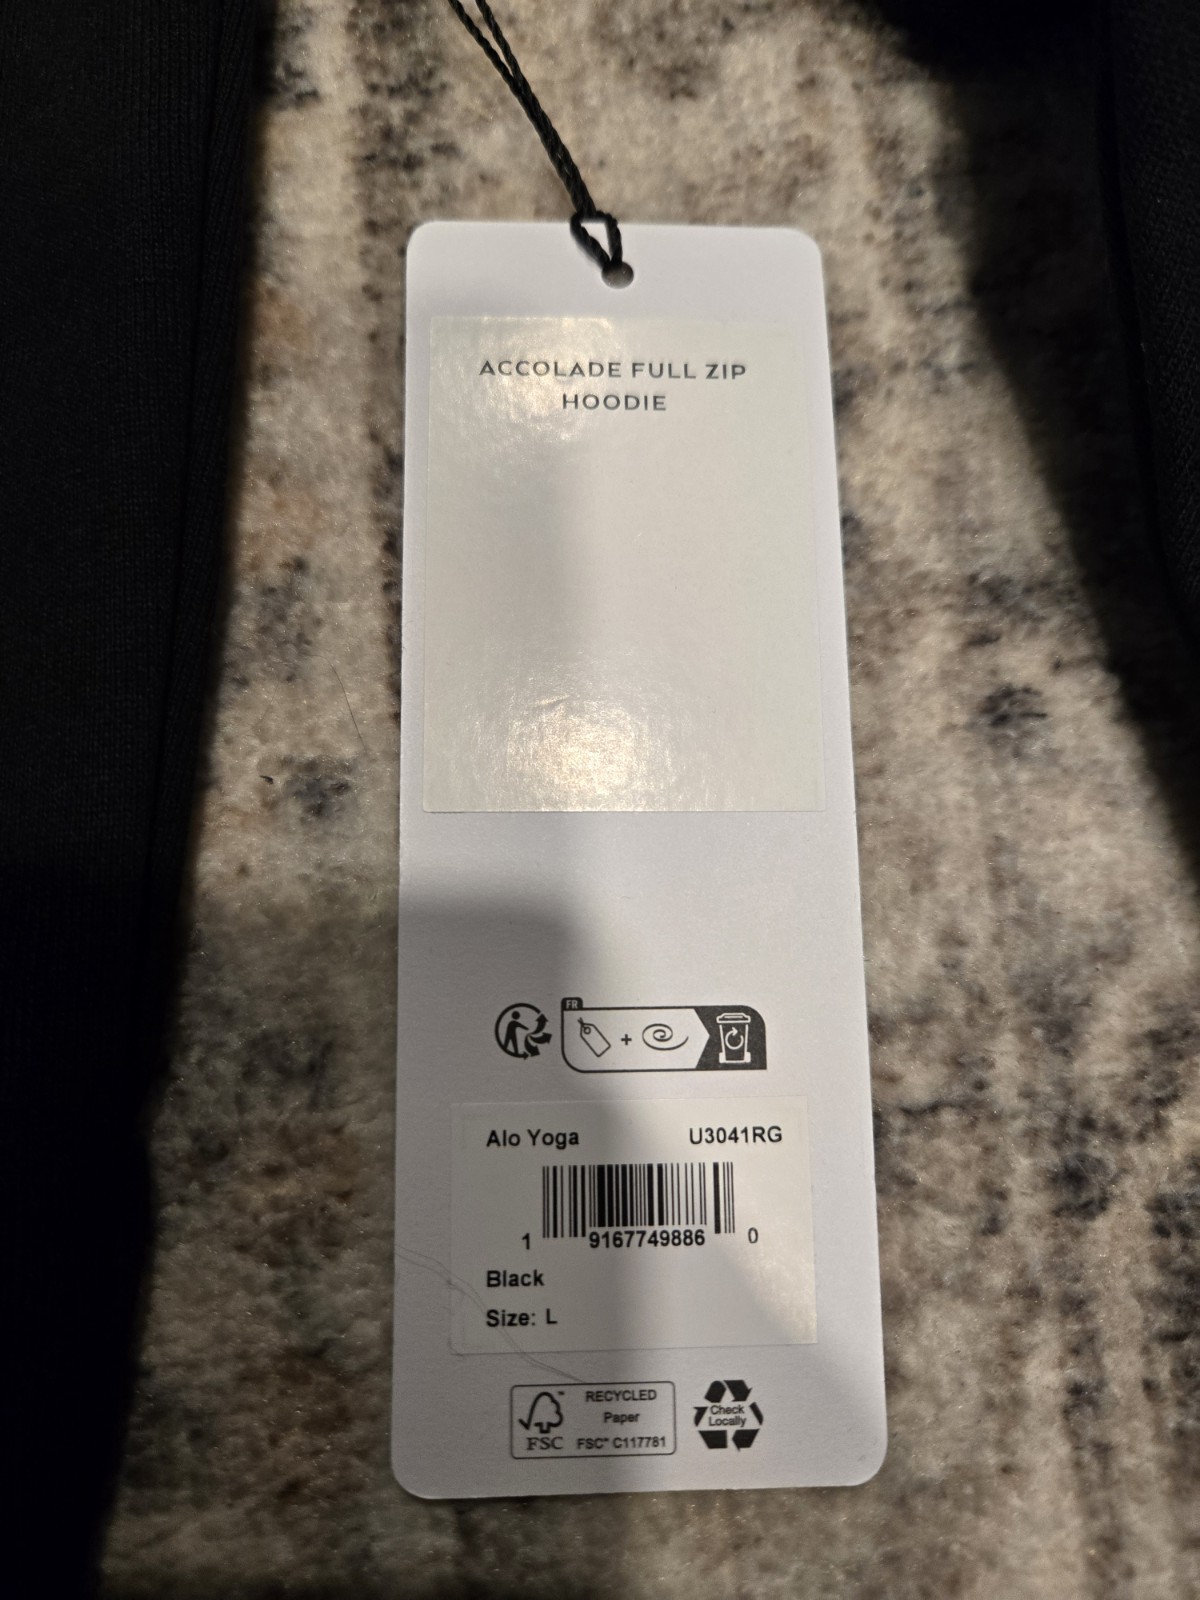 ACCOLADE FULL ZIP
HOODIE
FR
+
Alo Yoga U3041RG
1 9167749886 0
Black
Size: L
FSC™ RECYCLED
Paper
FSC® C117781
Check
Locally